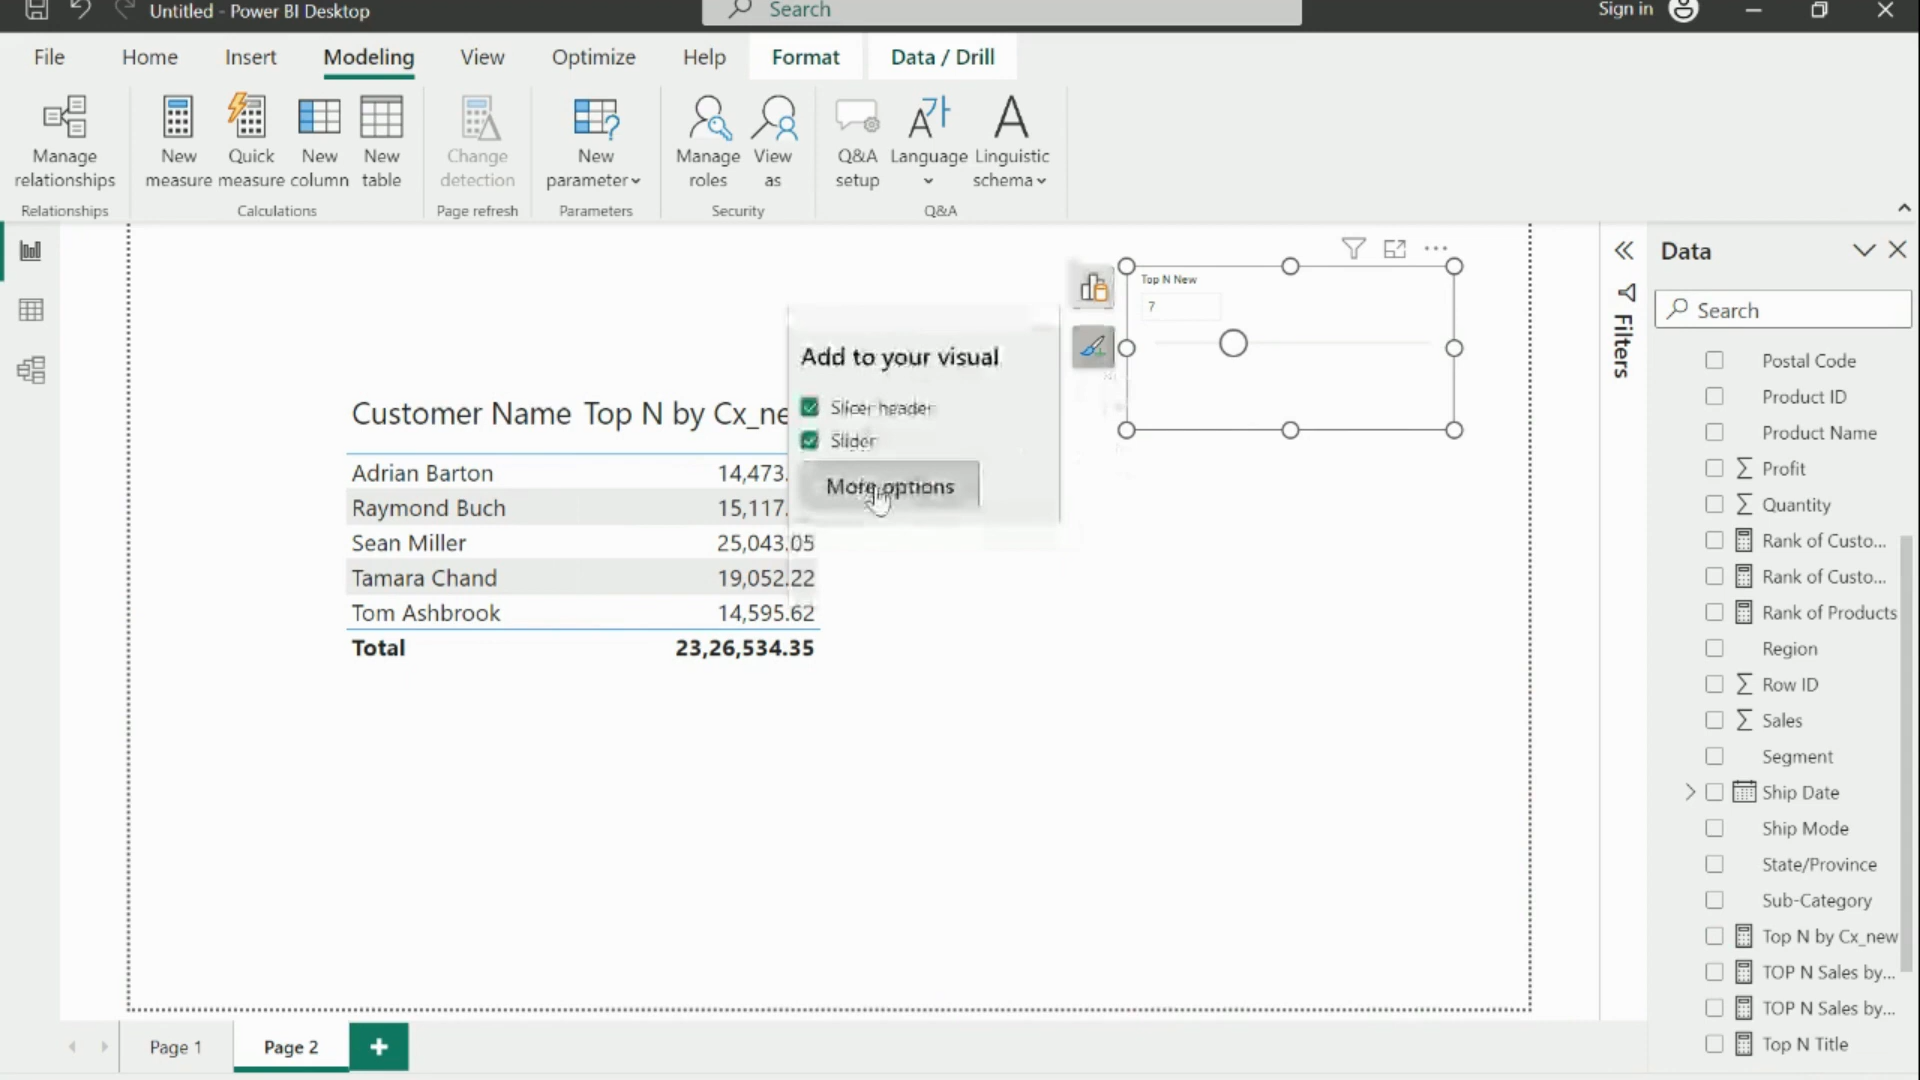 Untitled - Power BI Desktop
Search
Sign in
File
Home
Insert
Modeling
View
Optimize
Help
Format
Data / Drill
Manage relationships
New measure
Quick measure
New column
New table
Change detection
New parameter
Manage roles
View as
Q&A setup
Language
Linguistic schema
Relationships
Calculations
Page refresh
Parameters
Security
Q&A
Top N New
7
Add to your visual
Slicer header
Slider
More options
Customer Name Top N by Cx_ne
Adrian Barton 14,473.
Raymond Buch 15,117.
Sean Miller 25,043.05
Tamara Chand 19,052.22
Tom Ashbrook 14,595.62
Total 23,26,534.35
Filters
Data
Search
Postal Code
Product ID
Product Name
Profit
Quantity
Rank of Custo...
Rank of Custo...
Rank of Products
Region
Row ID
Sales
Segment
Ship Date
Ship Mode
State/Province
Sub-Category
Top N by Cx_new
TOP N Sales by...
TOP N Sales by...
Top N Title
Page 1
Page 2